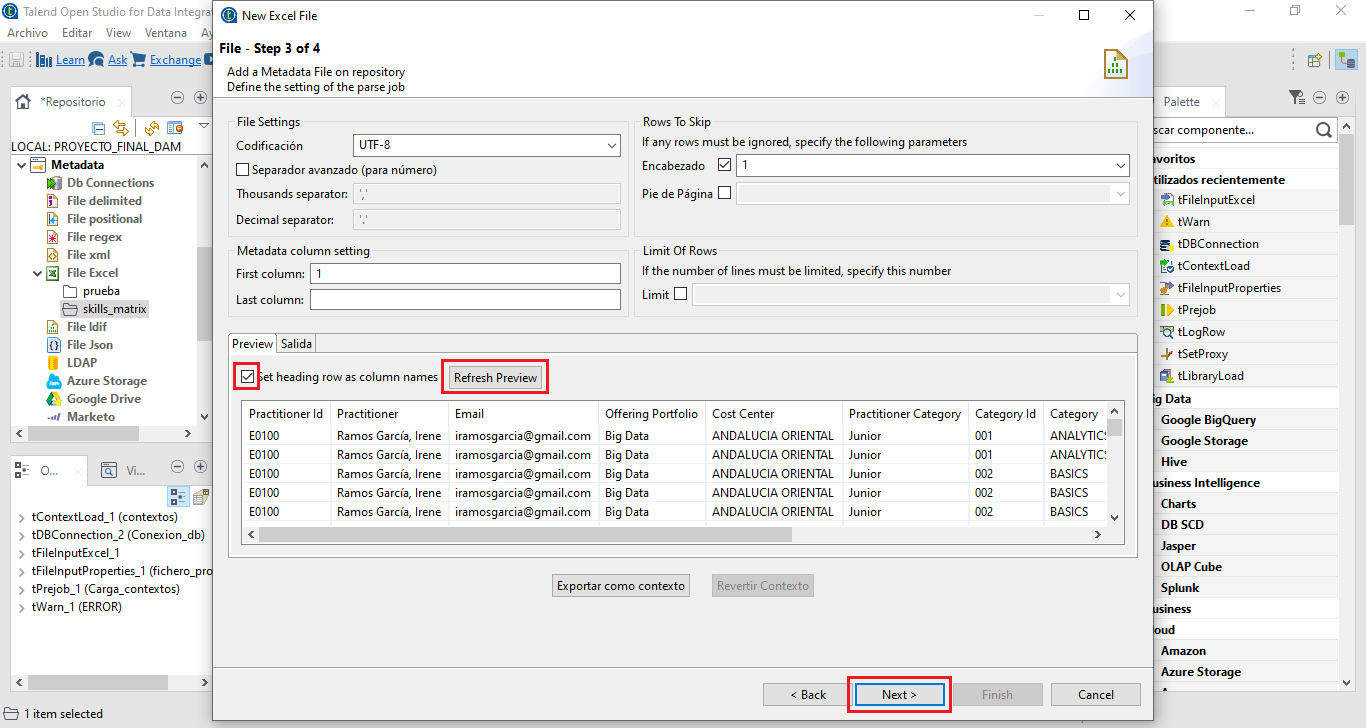 Talend Open Studio for Data Integra
Archivo Editar View Ventana Ay
Learn Ask Exchange
*Repositorio
LOCAL: PROYECTO_FINAL_DAM
Metadata
Db Connections
File delimited
File positional
File regex
File xml
File Excel
prueba
skills_matrix
File ldif
File Json
LDAP
Azure Storage
Google Drive
Marketo
O... Vi...
tContextLoad_1 (contextos)
tDBConnection_2 (Conexion_db)
tFileInputExcel_1
tFileInputProperties_1 (fichero_pro
tPrejob_1 (Carga_contextos)
tWarn_1 (ERROR)
1 item selected
New Excel File
File - Step 3 of 4
Add a Metadata File on repository
Define the setting of the parse job
File Settings
Codificación UTF-8
Separador avanzado (para número)
Thousands separator: ','
Decimal separator: '.'
Rows To Skip
If any rows must be ignored, specify the following parameters
Encabezado 1
Pie de Página
Metadata column setting
First column: 1
Last column:
Limit Of Rows
If the number of lines must be limited, specify this number
Limit
Preview Salida
Set heading row as column names Refresh Preview
Practitioner Id Practitioner Email Offering Portfolio Cost Center Practitioner Category Category Id Category
E0100 Ramos García, Irene iramosgarcia@gmail.com Big Data ANDALUCIA ORIENTAL Junior 001 ANALYTICS
E0100 Ramos García, Irene iramosgarcia@gmail.com Big Data ANDALUCIA ORIENTAL Junior 001 ANALYTICS
E0100 Ramos García, Irene iramosgarcia@gmail.com Big Data ANDALUCIA ORIENTAL Junior 002 BASICS
E0100 Ramos García, Irene iramosgarcia@gmail.com Big Data ANDALUCIA ORIENTAL Junior 002 BASICS
E0100 Ramos García, Irene iramosgarcia@gmail.com Big Data ANDALUCIA ORIENTAL Junior 002 BASICS
Exportar como contexto Revertir Contexto
< Back Next > Finish Cancel
Palette
scar componente...
avoritos
tilizados recientemente
tFileInputExcel
tWarn
tDBConnection
tContextLoad
tFileInputProperties
tPrejob
tLogRow
tSetProxy
tLibraryLoad
ig Data
Google BigQuery
Google Storage
Hive
usiness Intelligence
Charts
DB SCD
Jasper
OLAP Cube
Splunk
usiness
oud
Amazon
Azure Storage